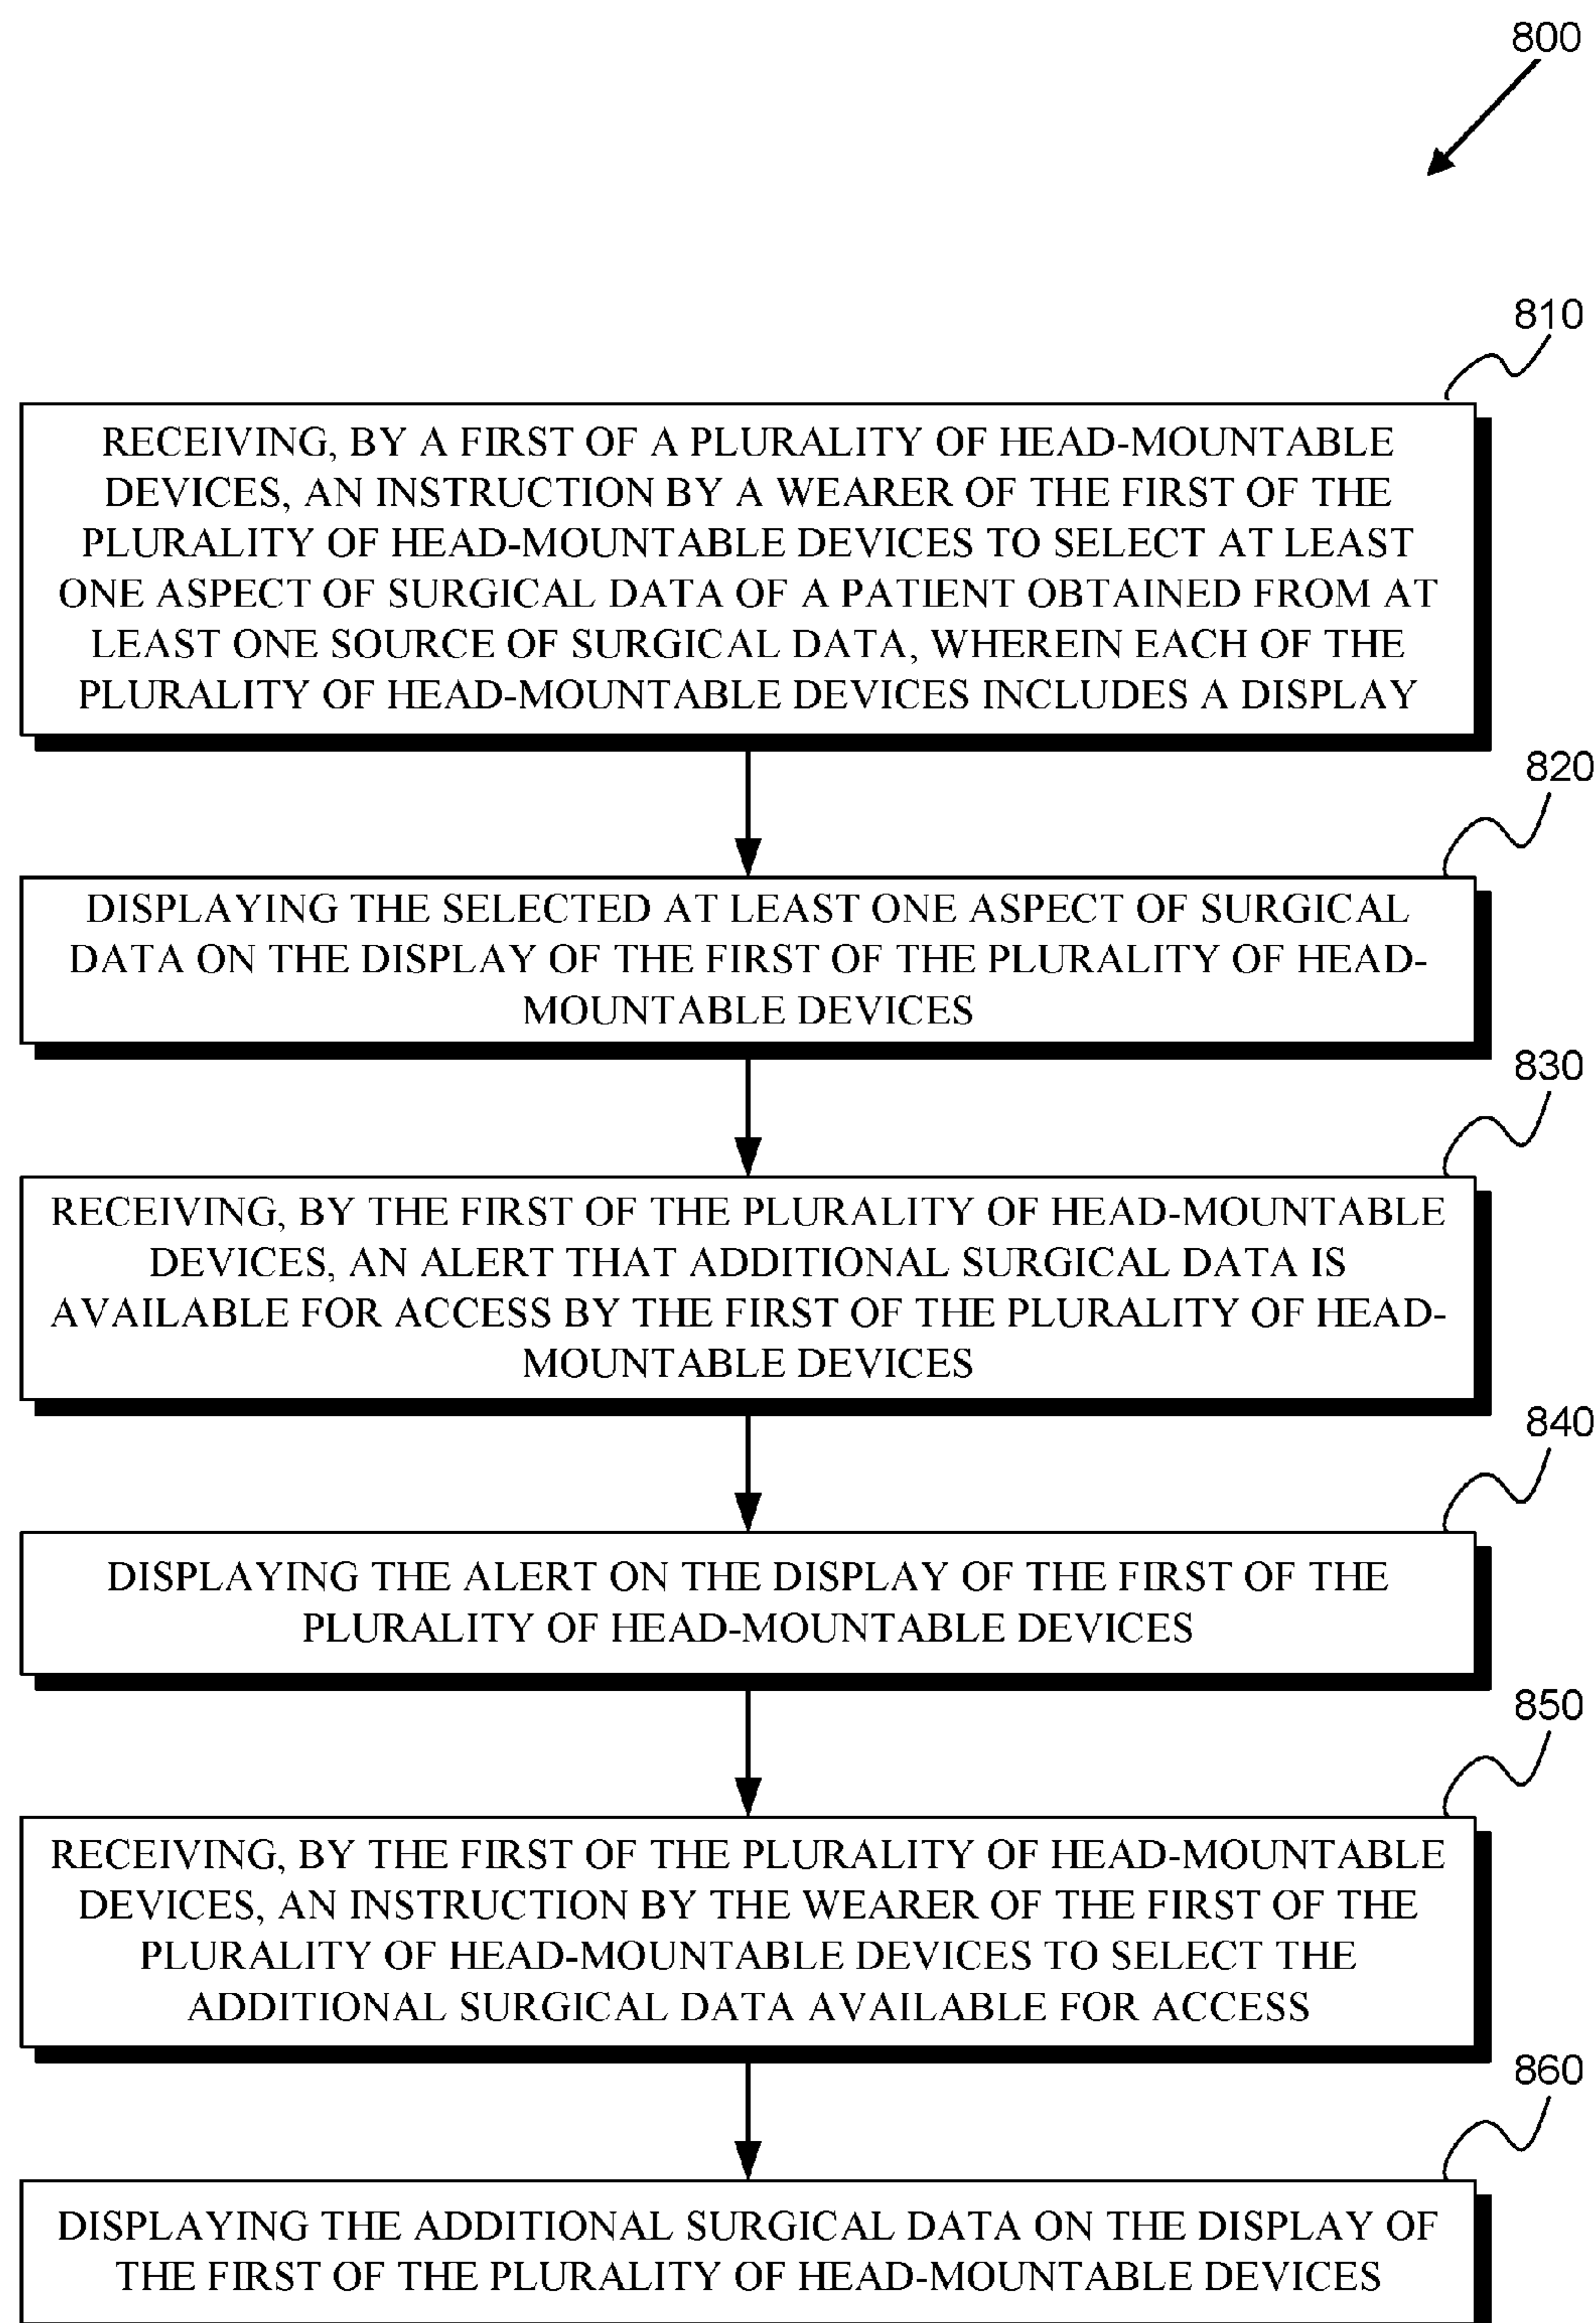 800
810
RECEIVING, BY A FIRST OF A PLURALITY OF HEAD-MOUNTABLE
DEVICES, AN INSTRUCTION BY A WEARER OF THE FIRST OF THE
PLURALITY OF HEAD-MOUNTABLE DEVICES TO SELECT AT LEAST
ONE ASPECT OF SURGICAL DATA OF A PATIENT OBTAINED FROM AT
LEAST ONE SOURCE OF SURGICAL DATA, WHEREIN EACH OF THE
PLURALITY OF HEAD-MOUNTABLE DEVICES INCLUDES A DISPLAY
820
DISPLAYING THE SELECTED AT LEAST ONE ASPECT OF SURGICAL
DATA ON THE DISPLAY OF THE FIRST OF THE PLURALITY OF HEAD-
MOUNTABLE DEVICES
830
RECEIVING, BY THE FIRST OF THE PLURALITY OF HEAD-MOUNTABLE
DEVICES, AN ALERT THAT ADDITIONAL SURGICAL DATA IS
AVAILABLE FOR ACCESS BY THE FIRST OF THE PLURALITY OF HEAD-
MOUNTABLE DEVICES
840
DISPLAYING THE ALERT ON THE DISPLAY OF THE FIRST OF THE
PLURALITY OF HEAD-MOUNTABLE DEVICES
850
RECEIVING, BY THE FIRST OF THE PLURALITY OF HEAD-MOUNTABLE
DEVICES, AN INSTRUCTION BY THE WEARER OF THE FIRST OF THE
PLURALITY OF HEAD-MOUNTABLE DEVICES TO SELECT THE
ADDITIONAL SURGICAL DATA AVAILABLE FOR ACCESS
860
DISPLAYING THE ADDITIONAL SURGICAL DATA ON THE DISPLAY OF
THE FIRST OF THE PLURALITY OF HEAD-MOUNTABLE DEVICES